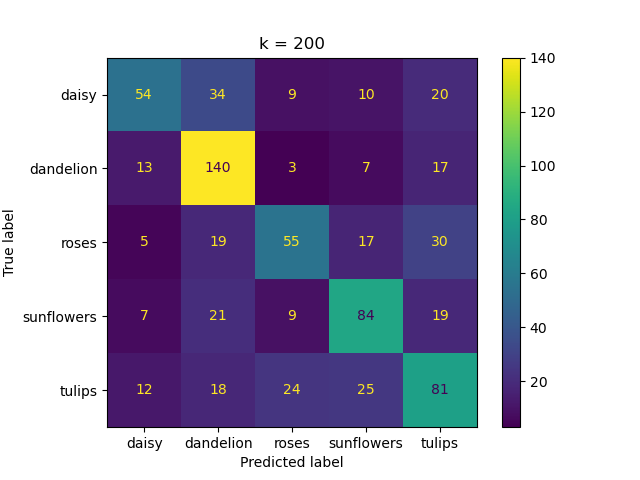 k = 200
daisy 54 34 9 10 20
140
dandelion 13 140 3 7 17
120
100
roses 5 19 55 17 30
80
60
sunflowers 7 21 9 84 19
40
tulips 12 18 24 25 81
20
daisy dandelion roses sunflowers tulips
Predicted label
True label